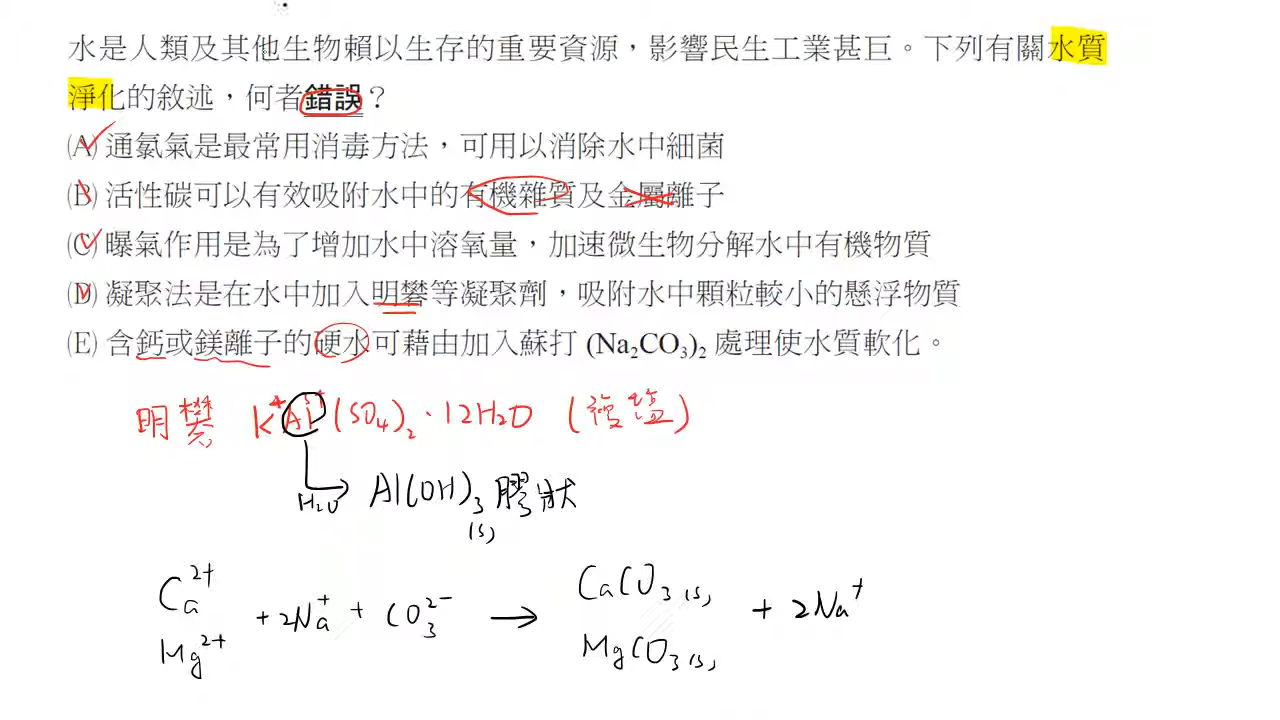 水是人類及其他生物賴以生存的重要資源，影響民生工業甚巨。下列有關水質
淨化的敘述，何者錯誤？
(A) 通氯氣是最常用消毒方法，可用以消除水中細菌
(B) 活性碳可以有效吸附水中的有機雜質及金屬離子
(C) 曝氣作用是為了增加水中溶氧量，加速微生物分解水中有機物質
(D) 凝聚法是在水中加入明礬等凝聚劑，吸附水中顆粒較小的懸浮物質
(E) 含鈣或鎂離子的硬水可藉由加入蘇打 (Na₂CO₃)₂ 處理使水質軟化。
明礬 K⁺Al³⁺(SO₄)₂·12H₂O (複鹽)
H₂O Al(OH)₃(s) 膠狀
Ca²⁺ CaCO₃(s)
+ 2Na⁺ + CO₃²⁻ → + 2Na⁺
Mg²⁺ MgCO₃(s)